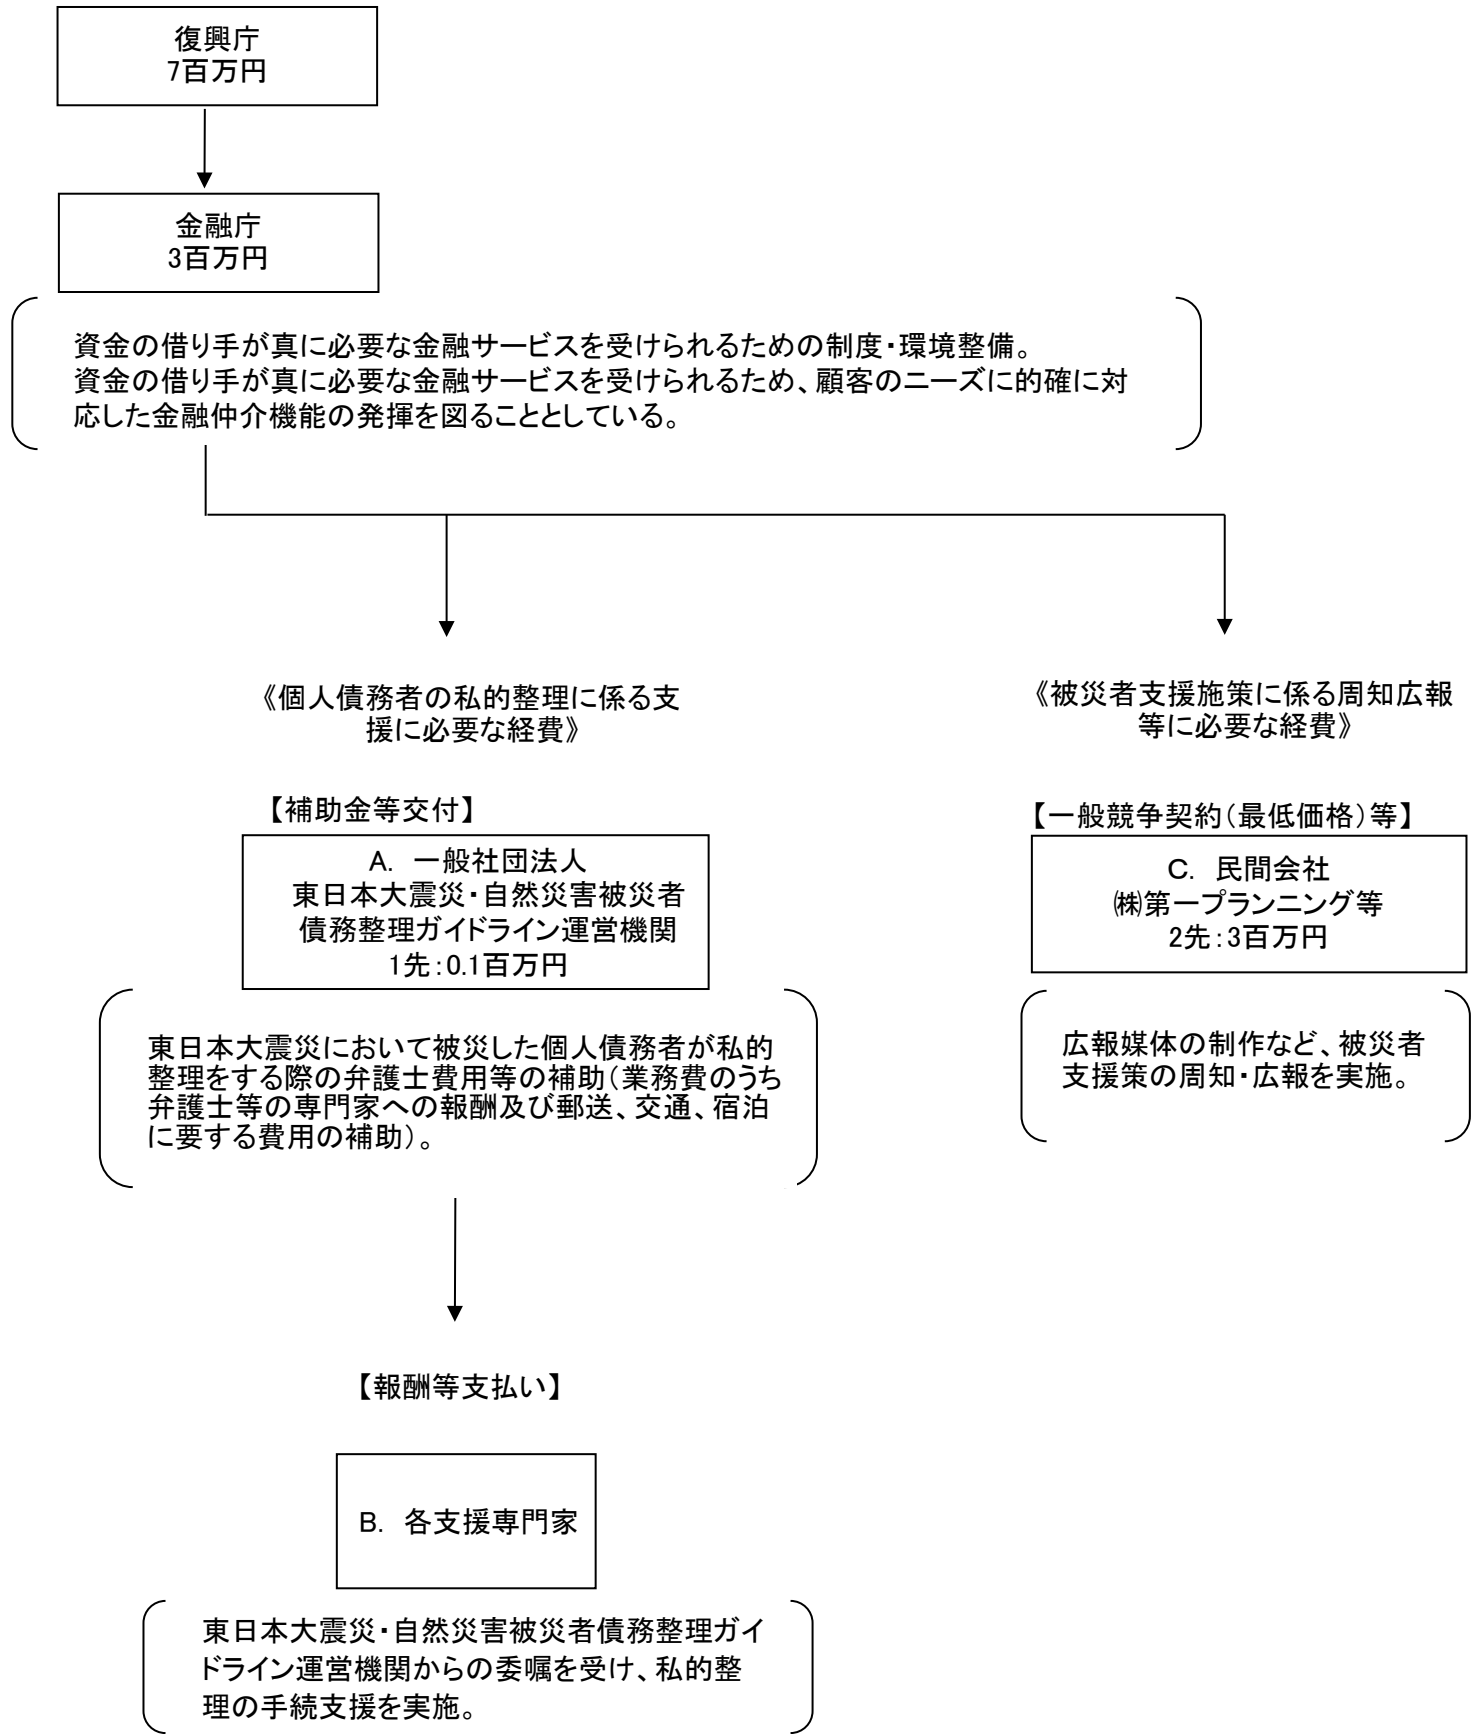 復興庁
7百万円
金融庁
3百万円
資金の借り手が真に必要な金融サービスを受けられるための制度・環境整備。
資金の借り手が真に必要な金融サービスを受けられるため、顧客のニーズに的確に対
応した金融仲介機能の発揮を図ることとしている。
《個人債務者の私的整理に係る支
援に必要な経費》
【補助金等交付】
A. 一般社団法人
東日本大震災・自然災害被災者
債務整理ガイドライン運営機関
1先：0.1百万円
東日本大震災において被災した個人債務者が私的
整理をする際の弁護士費用等の補助（業務費のうち
弁護士等の専門家への報酬及び郵送、交通、宿泊
に要する費用の補助）。
《被災者支援施策に係る周知広報
等に必要な経費》
【一般競争契約（最低価格）等】
C. 民間会社
㈱第一プランニング等
2先：3百万円
広報媒体の制作など、被災者
支援策の周知・広報を実施。
【報酬等支払い】
B. 各支援専門家
東日本大震災・自然災害被災者債務整理ガイ
ドライン運営機関からの委嘱を受け、私的整
理の手続支援を実施。